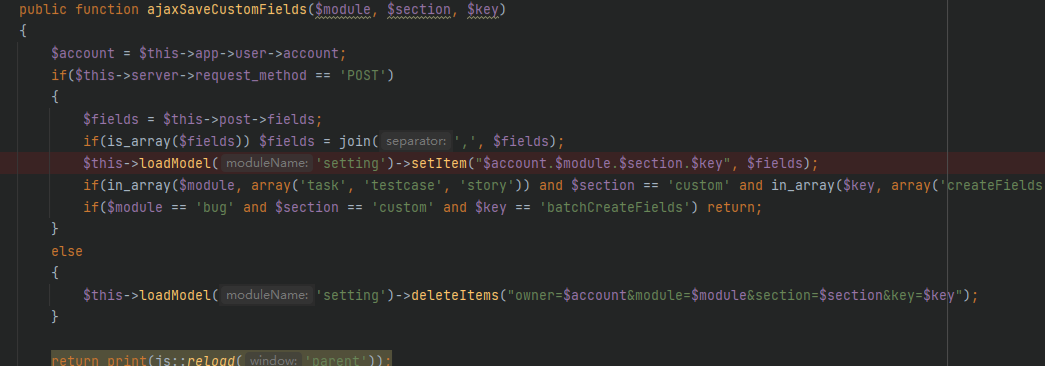 public function ajaxSaveCustomFields($module, $section, $key)
{
$account = $this->app->user->account;
if($this->server->request_method == 'POST')
{
$fields = $this->post->fields;
if(is_array($fields)) $fields = join( separator: ',', $fields);
$this->loadModel( moduleName: 'setting')->setItem("$account.$module.$section.$key", $fields);
if(in_array($module, array('task', 'testcase', 'story')) and $section == 'custom' and in_array($key, array('createFields
if($module == 'bug' and $section == 'custom' and $key == 'batchCreateFields') return;
}
else
{
$this->loadModel( moduleName: 'setting')->deleteItems("owner=$account&module=$module&section=$section&key=$key");
}
return print(js::reload( window: 'parent'));